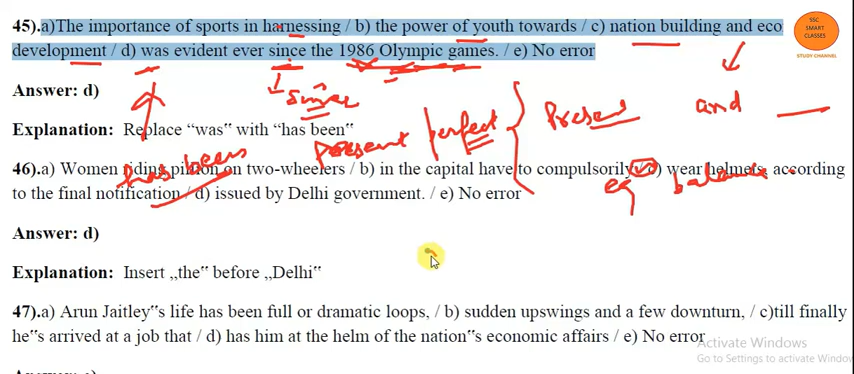 45).a)The importance of sports in harnessing / b) the power of youth towards / c) nation building and eco
SSC
SMART
CLASSES
STUDY CHANNEL
development / d) was evident ever since the 1986 Olympic games. / e) No error
Answer: d)
since
and
Present perfect { Present
Explanation: Replace “was“ with “has been“
has been
46).a) Women riding pillion on two-wheelers / b) in the capital have to compulsorily / c) wear helmets, according
eq balance
to the final notification / d) issued by Delhi government. / e) No error
Answer: d)
Explanation: Insert „the‟ before „Delhi‟
47).a) Arun Jaitley‟s life has been full or dramatic loops, / b) sudden upswings and a few downturn, / c)till finally
he‟s arrived at a job that / d) has him at the helm of the nation‟s economic affairs / e) No error
Activate Windows
Go to Settings to activate Window